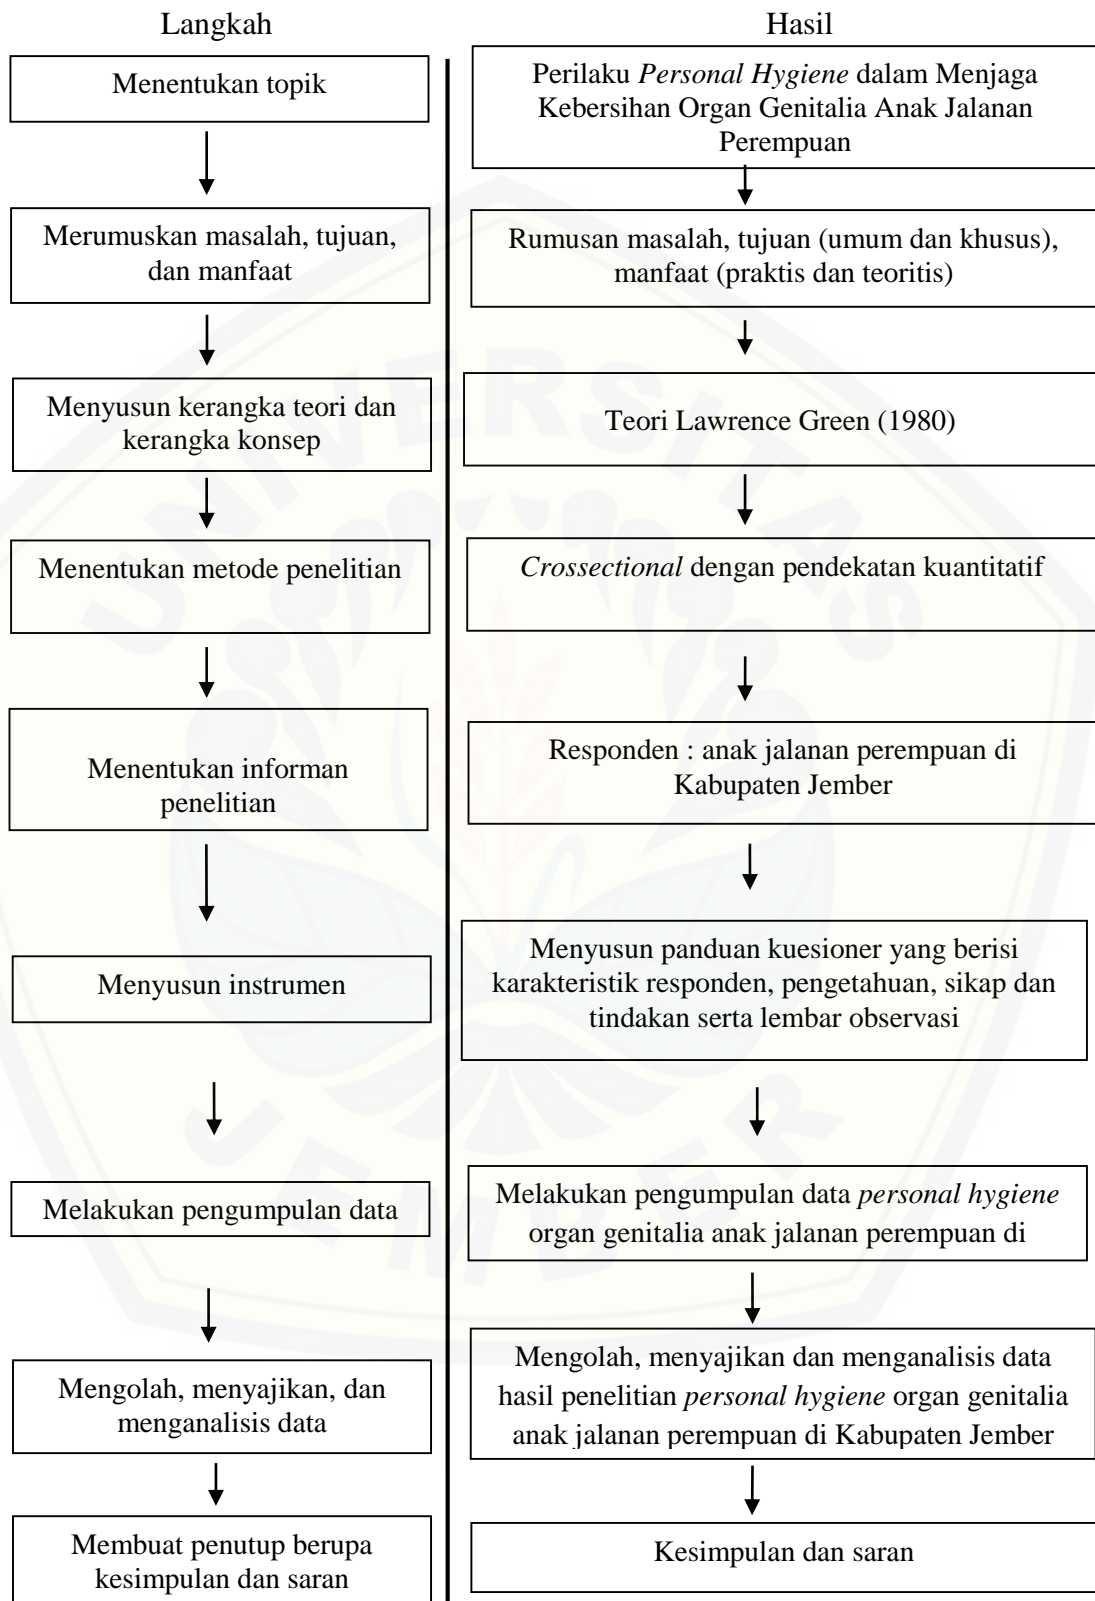 Langkah
Hasil
Menentukan topik
Perilaku Personal Hygiene dalam Menjaga
Kebersihan Organ Genitalia Anak Jalanan
Perempuan
Merumuskan masalah, tujuan,
dan manfaat
Rumusan masalah, tujuan (umum dan khusus),
manfaat (praktis dan teoritis)
Menyusun kerangka teori dan
kerangka konsep
Teori Lawrence Green (1980)
Menentukan metode penelitian
Crossectional dengan pendekatan kuantitatif
Menentukan informan
penelitian
Responden : anak jalanan perempuan di
Kabupaten Jember
Menyusun instrumen
Menyusun panduan kuesioner yang berisi
karakteristik responden, pengetahuan, sikap dan
tindakan serta lembar observasi
Melakukan pengumpulan data
Melakukan pengumpulan data personal hygiene
organ genitalia anak jalanan perempuan di
Mengolah, menyajikan, dan
menganalisis data
Mengolah, menyajikan dan menganalisis data
hasil penelitian personal hygiene organ genitalia
anak jalanan perempuan di Kabupaten Jember
Membuat penutup berupa
kesimpulan dan saran
Kesimpulan dan saran
UNIVERSITAS
JEMBER